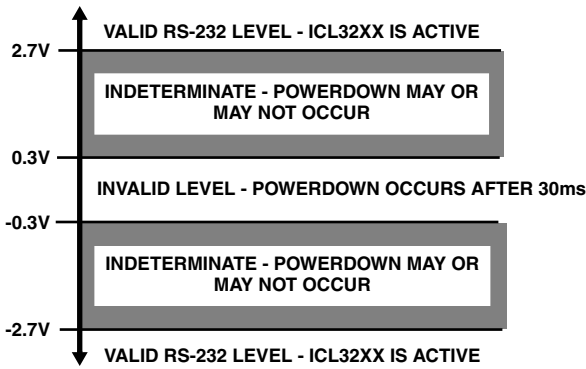 VALID RS-232 LEVEL - ICL32XX IS ACTIVE
2.7V
INDETERMINATE - POWERDOWN MAY OR
MAY NOT OCCUR
0.3V
INVALID LEVEL - POWERDOWN OCCURS AFTER 30ms
-0.3V
INDETERMINATE - POWERDOWN MAY OR
MAY NOT OCCUR
-2.7V
VALID RS-232 LEVEL - ICL32XX IS ACTIVE